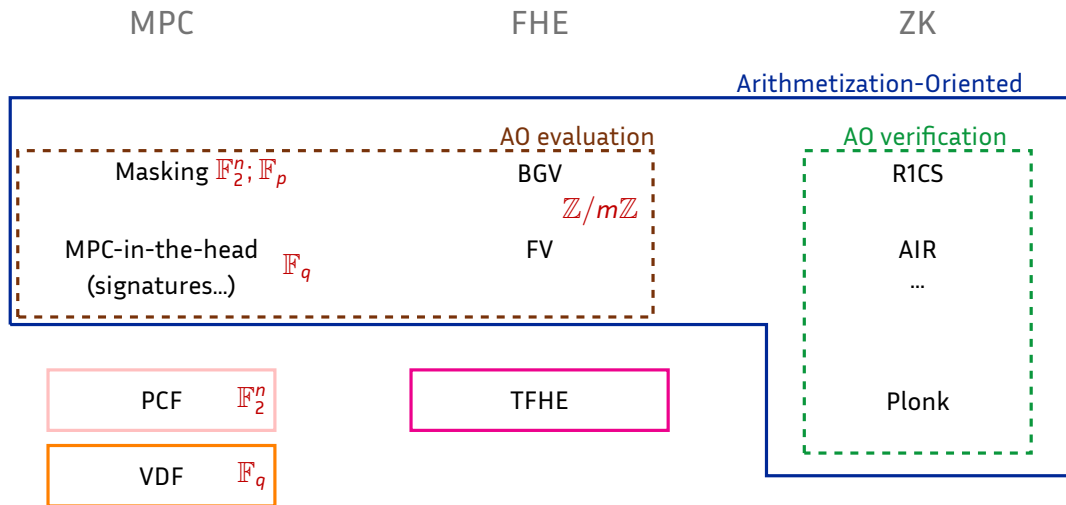 MPC FHE ZK
Arithmetization-Oriented
AO evaluation AO verification
Masking 𝔽₂ⁿ; 𝔽ₚ BGV R1CS
ℤ/mℤ
MPC-in-the-head 𝔽_q FV AIR
(signatures…) …
PCF 𝔽₂ⁿ TFHE Plonk
VDF 𝔽_q